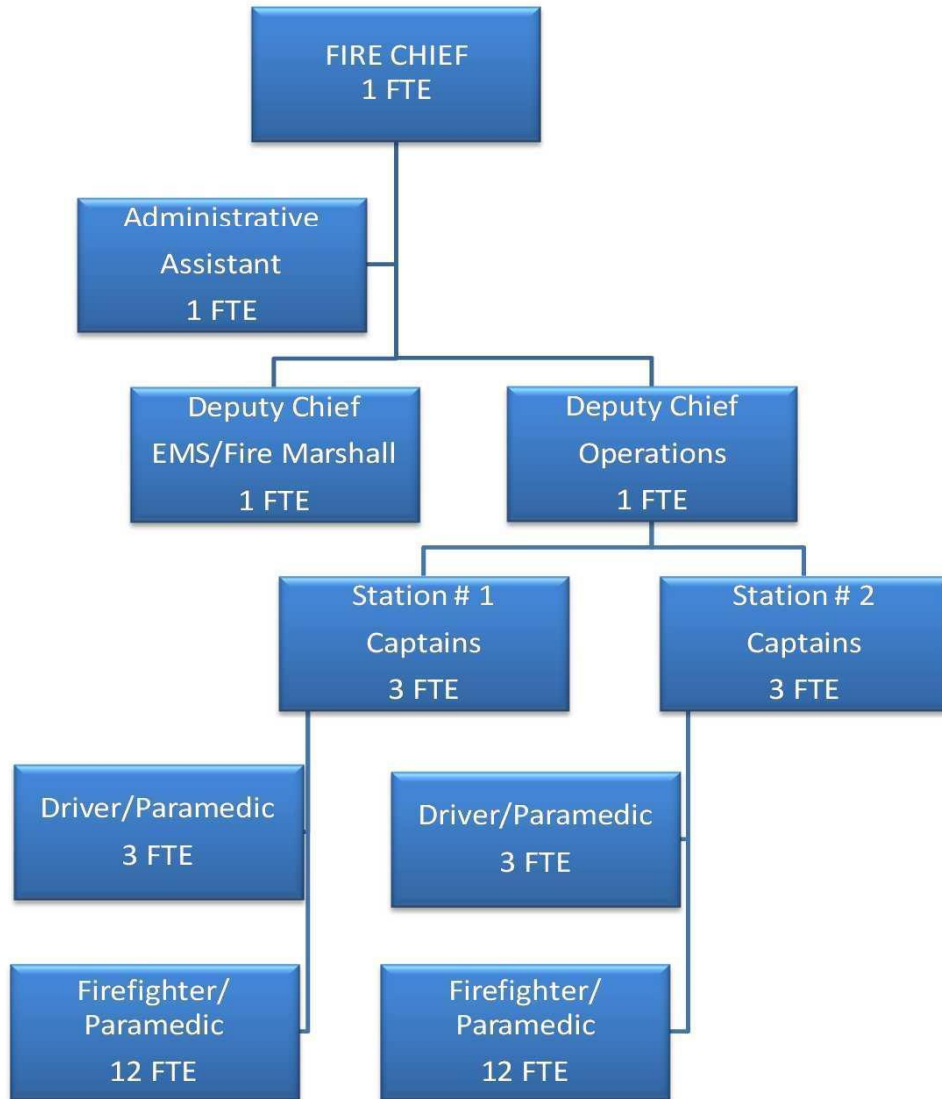 FIRE CHIEF
1 FTE
Administrative
Assistant
1 FTE
Deputy Chief
EMS/Fire Marshall
1 FTE
Deputy Chief
Operations
1 FTE
Station # 1
Captains
3 FTE
Station # 2
Captains
3 FTE
Driver/Paramedic
3 FTE
Driver/Paramedic
3 FTE
Firefighter/
Paramedic
12 FTE
Firefighter/
Paramedic
12 FTE